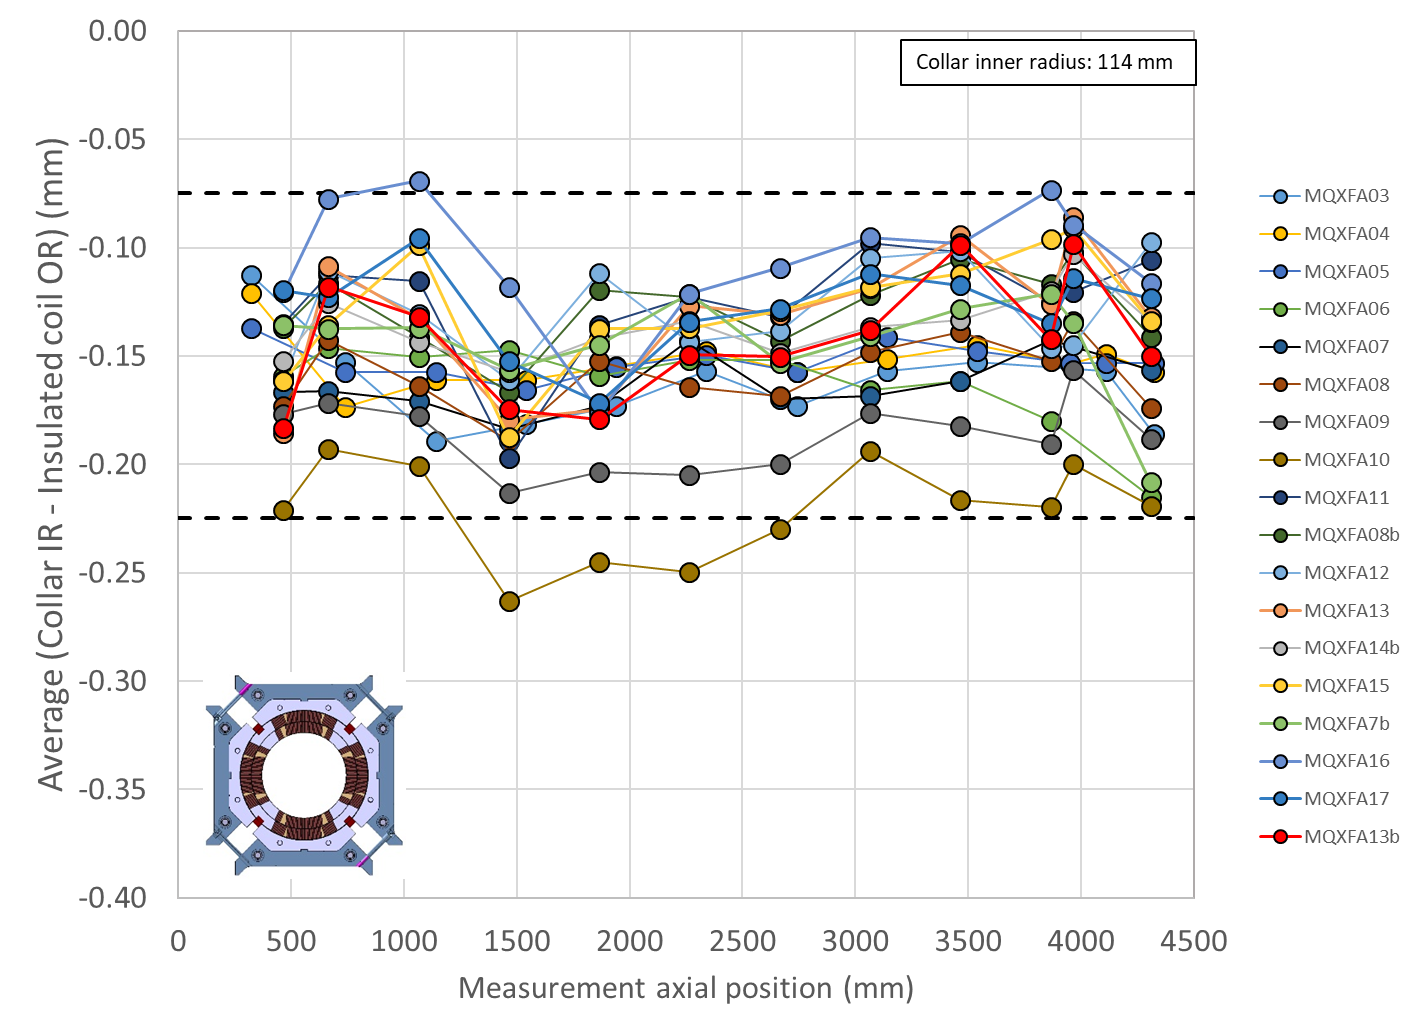 Average (Collar IR - Insulated coil OR) (mm)
0.00
-0.05
-0.10
-0.15
-0.20
-0.25
-0.30
-0.35
-0.40
Collar inner radius: 114 mm
0 500 1000 1500 2000 2500 3000 3500 4000 4500
Measurement axial position (mm)
MQXFA03
MQXFA04
MQXFA05
MQXFA06
MQXFA07
MQXFA08
MQXFA09
MQXFA10
MQXFA11
MQXFA08b
MQXFA12
MQXFA13
MQXFA14b
MQXFA15
MQXFA7b
MQXFA16
MQXFA17
MQXFA13b